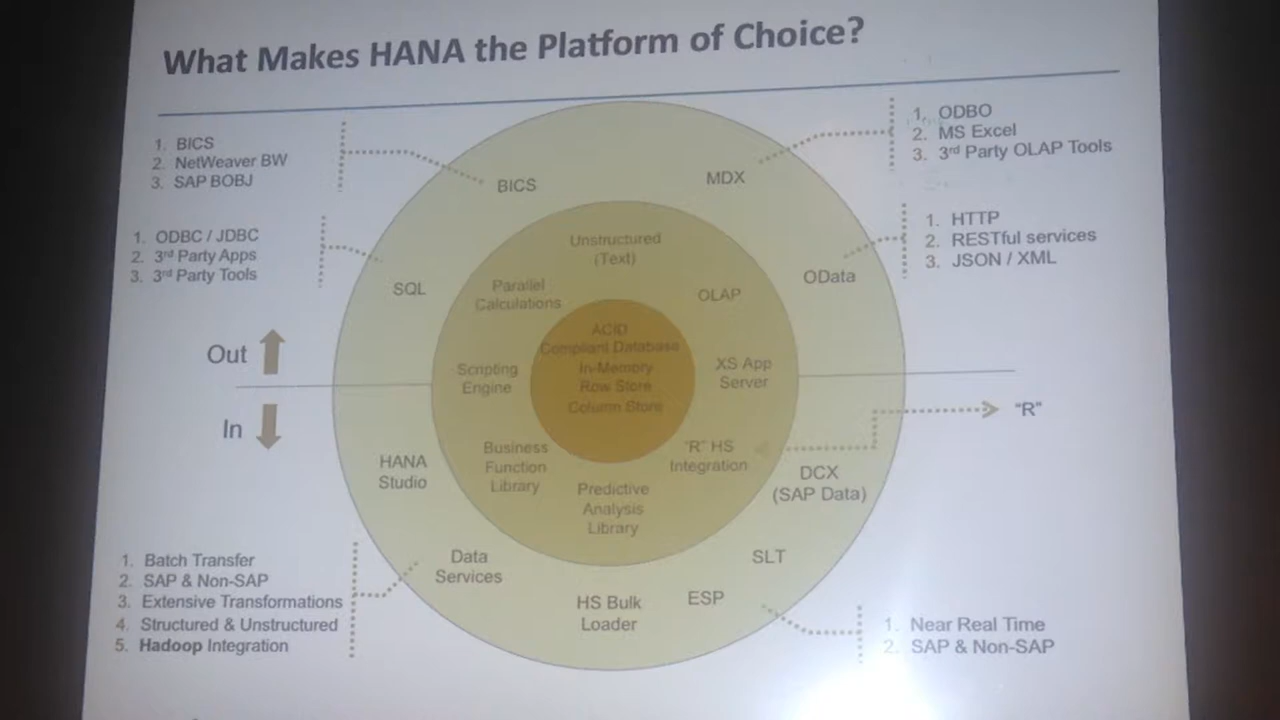 What Makes HANA the Platform of Choice?
1. BICS
2. NetWeaver BW
3. SAP BOBJ
1. ODBC / JDBC
2. 3rd Party Apps
3. 3rd Party Tools
1. ODBO
2. MS Excel
3. 3rd Party OLAP Tools
1. HTTP
2. RESTful services
3. JSON / XML
BICS
MDX
SQL
OData
Unstructured
(Text)
Parallel
Calculations
OLAP
ACID
Compliant Database
In-Memory
Row Store
Column Store
Scripting
Engine
XS App
Server
Out
In
"R"
Business
Function
Library
"R" HS
Integration
Predictive
Analysis
Library
HANA
Studio
DCX
(SAP Data)
Data
Services
SLT
HS Bulk
Loader
ESP
1. Batch Transfer
2. SAP & Non-SAP
3. Extensive Transformations
4. Structured & Unstructured
5. Hadoop Integration
1. Near Real Time
2. SAP & Non-SAP